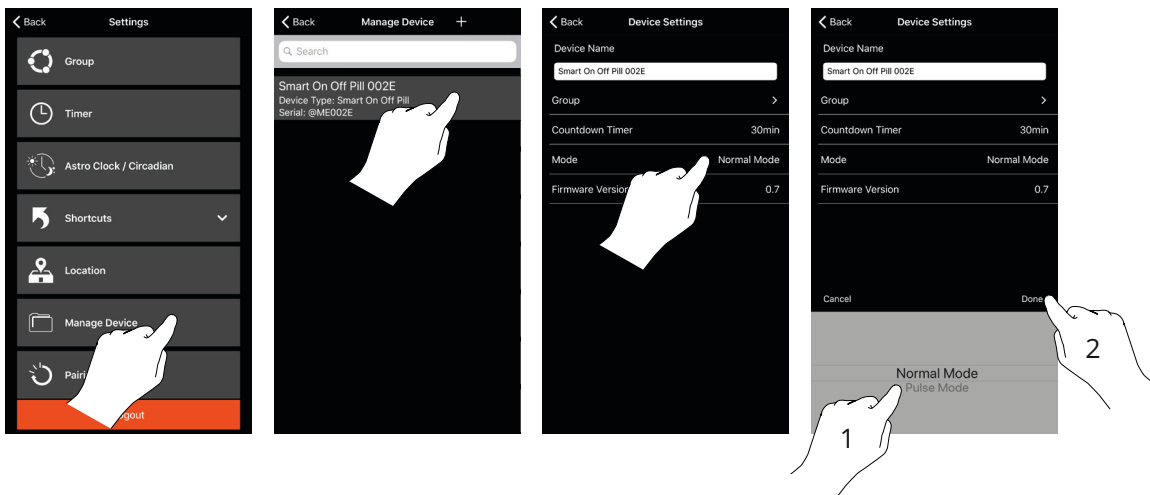 Back Settings
Group
Timer
Astro Clock / Circadian
Shortcuts
Location
Manage Device
Back Manage Device +
Search
Smart On Off Pill 002E
Device Type: Smart On Off Pill
Serial: @ME002E
Back Device Settings
Device Name
Smart On Off Pill 002E
Group
Countdown Timer 30min
Mode Normal Mode
Firmware Version 0.7
Back Device Settings
Device Name
Smart On Off Pill 002E
Group
Countdown Timer 30min
Mode Normal Mode
Firmware Version 0.7
Cancel Done
Normal Mode
Pulse Mode
1
2